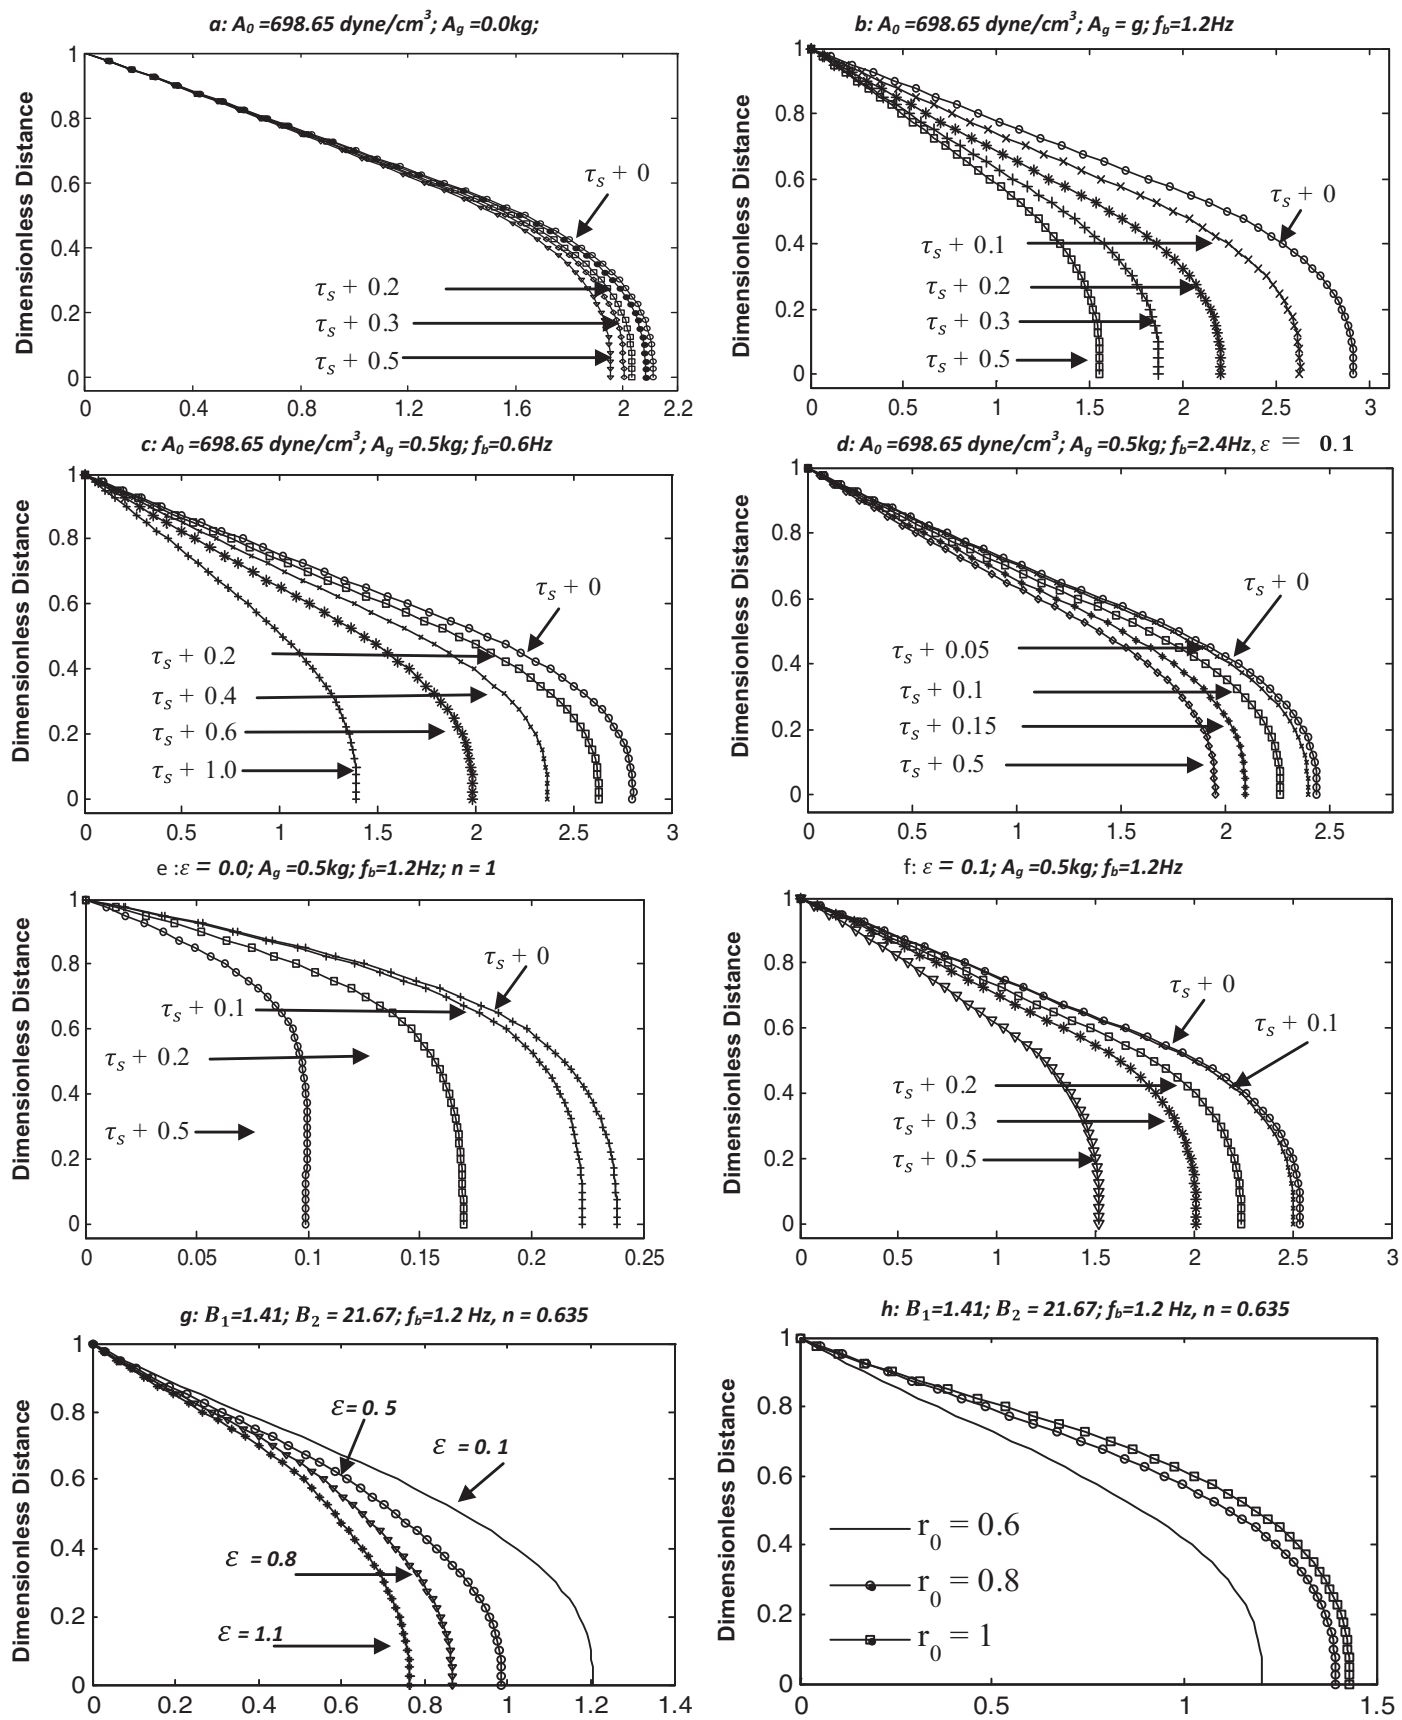 a: A₀ =698.65 dyne/cm³; A_g =0.0kg;
Dimensionless Distance
1
0.8
0.6
0.4
0.2
0
τ_s + 0
τ_s + 0.2
τ_s + 0.3
τ_s + 0.5
0 0.4 0.8 1.2 1.6 2 2.2
b: A₀ =698.65 dyne/cm³; A_g = g; f_b=1.2Hz
Dimensionless Distance
1
0.8
0.6
0.4
0.2
0
τ_s + 0
τ_s + 0.1
τ_s + 0.2
τ_s + 0.3
τ_s + 0.5
0 0.5 1 1.5 2 2.5 3
c: A₀ =698.65 dyne/cm³; A_g =0.5kg; f_b=0.6Hz
Dimensionless Distance
1
0.8
0.6
0.4
0.2
0
τ_s + 0
τ_s + 0.2
τ_s + 0.4
τ_s + 0.6
τ_s + 1.0
0 0.5 1 1.5 2 2.5 3
d: A₀ =698.65 dyne/cm³; A_g =0.5kg; f_b=2.4Hz, ε = 0.1
Dimensionless Distance
1
0.8
0.6
0.4
0.2
0
τ_s + 0
τ_s + 0.05
τ_s + 0.1
τ_s + 0.15
τ_s + 0.5
0 0.5 1 1.5 2 2.5
e :ε = 0.0; A_g =0.5kg; f_b=1.2Hz; n = 1
Dimensionless Distance
1
0.8
0.6
0.4
0.2
0
τ_s + 0
τ_s + 0.1
τ_s + 0.2
τ_s + 0.5
0 0.05 0.1 0.15 0.2 0.25
f: ε = 0.1; A_g =0.5kg; f_b=1.2Hz
Dimensionless Distance
1
0.8
0.6
0.4
0.2
0
τ_s + 0
τ_s + 0.1
τ_s + 0.2
τ_s + 0.3
τ_s + 0.5
0 0.5 1 1.5 2 2.5 3
g: B₁=1.41; B₂ = 21.67; f_b=1.2 Hz, n = 0.635
Dimensionless Distance
1
0.8
0.6
0.4
0.2
0
ε= 0. 5
ε = 0. 1
ε = 0.8
ε = 1.1
0 0.2 0.4 0.6 0.8 1 1.2 1.4
h: B₁=1.41; B₂ = 21.67; f_b=1.2 Hz, n = 0.635
Dimensionless Distance
1
0.8
0.6
0.4
0.2
0
r₀ = 0.6
r₀ = 0.8
r₀ = 1
0 0.5 1 1.5